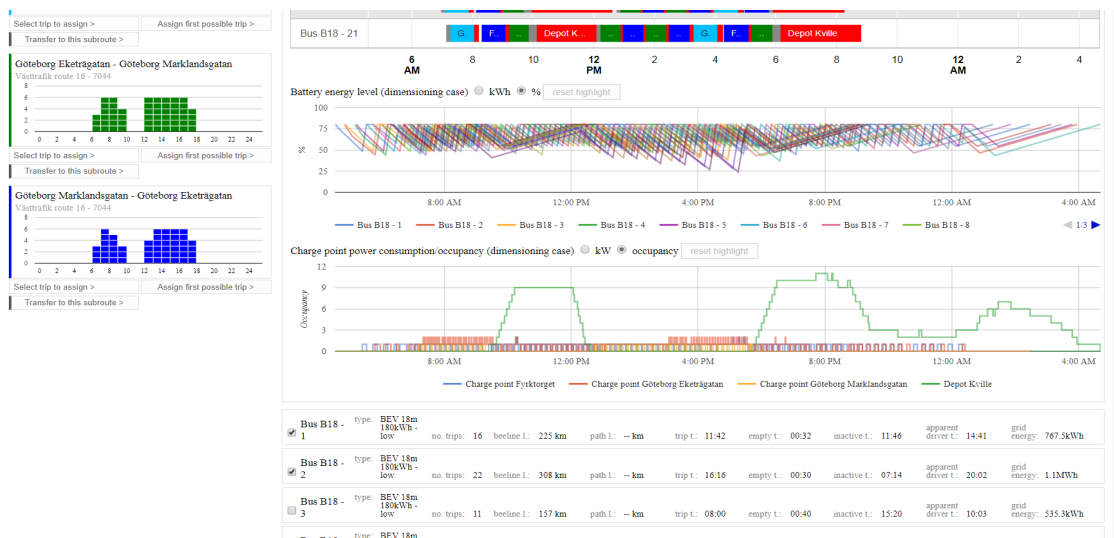 Select trip to assign > Assign first possible trip >
Transfer to this subroute >
Göteborg Eketrägatan - Göteborg Marklandsgatan
Västtrafik route 16 - 7044
8
6
4
2
0
0 2 4 6 8 10 12 14 16 18 20 22 24
Select trip to assign > Assign first possible trip >
Transfer to this subroute >
Göteborg Marklandsgatan - Göteborg Eketrägatan
Västtrafik route 16 - 7044
8
6
4
2
0
0 2 4 6 8 10 12 14 16 18 20 22 24
Select trip to assign > Assign first possible trip >
Transfer to this subroute >
Bus B18 - 21 G.. F... .. .. Depot K... .. .. .. .. G F.. .. Depot Kville
6 AM 8 10 12 PM 2 4 6 8 10 12 AM 2 4
Battery energy level (dimensioning case) kWh % reset highlight
100
75
50
25
0
%
8:00 AM 12:00 PM 4:00 PM 8:00 PM 12:00 AM 4:00 AM
Bus B18 - 1 Bus B18 - 2 Bus B18 - 3 Bus B18 - 4 Bus B18 - 5 Bus B18 - 6 Bus B18 - 7 Bus B18 - 8 1/3
Charge point power consumption/occupancy (dimensioning case) kW occupancy reset highlight
12
9
6
3
0
Occupancy
8:00 AM 12:00 PM 4:00 PM 8:00 PM 12:00 AM 4:00 AM
Charge point Fyrktorget Charge point Göteborg Eketrägatan Charge point Göteborg Marklandsgatan Depot Kville
Bus B18 - 1 type: BEV 18m 180kWh - low no. trips: 16 beeline l.: 225 km path l.: -- km trip t.: 11:42 empty t.: 00:32 inactive t.: 11:46 apparent driver t.: 14:41 grid energy: 767.5kWh
Bus B18 - 2 type: BEV 18m 180kWh - low no. trips: 22 beeline l.: 308 km path l.: -- km trip t.: 16:16 empty t.: 00:30 inactive t.: 07:14 apparent driver t.: 20:02 grid energy: 1.1MWh
Bus B18 - 3 type: BEV 18m 180kWh - low no. trips: 11 beeline l.: 157 km path l.: -- km trip t.: 08:00 empty t.: 00:40 inactive t.: 15:20 apparent driver t.: 10:03 grid energy: 535.3kWh
Bus B18 - type: BEV 18m